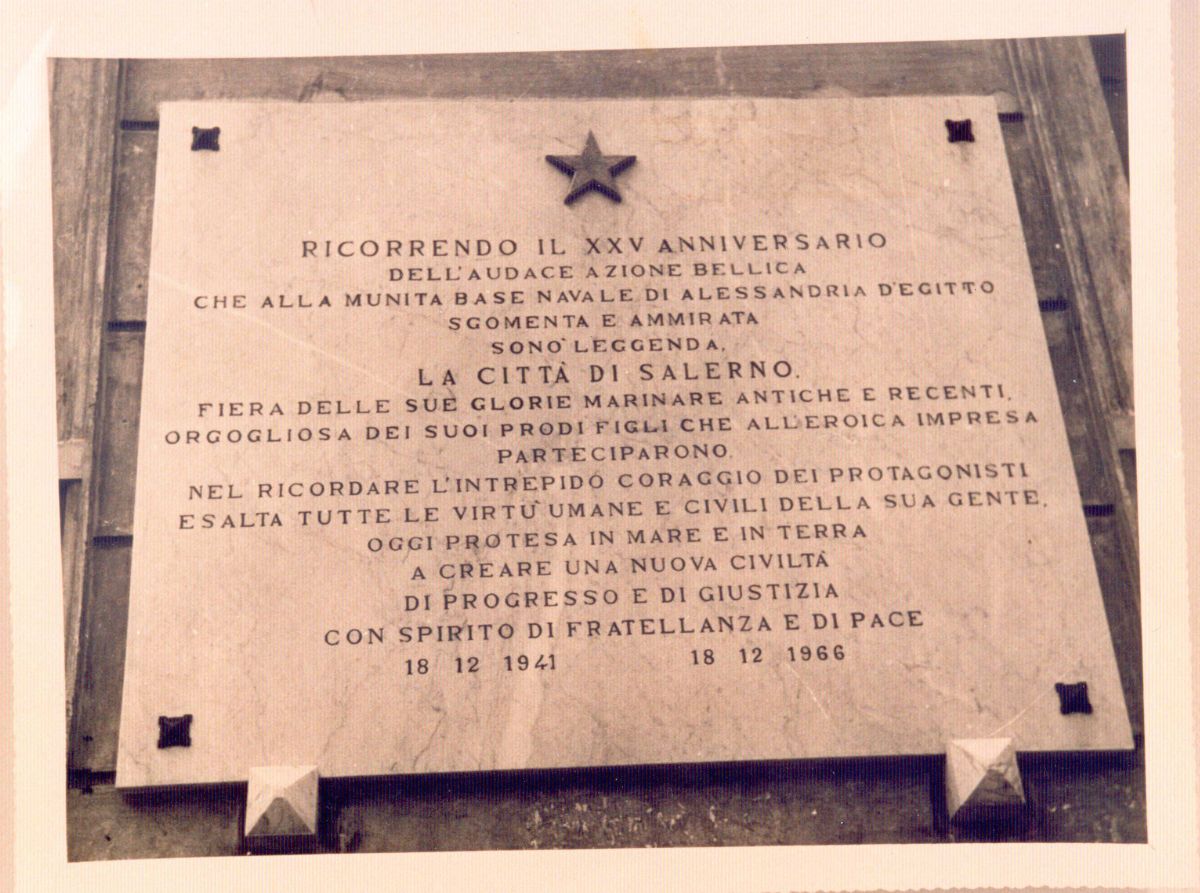 RICORRENDO IL XXV ANNIVERSARIO
DELL'AUDACE AZIONE BELLICA
CHE ALLA MUNITA BASE NAVALE DI ALESSANDRIA D'EGITTO
SGOMENTA E AMMIRATA
SONO' LEGGENDA,
LA CITTÀ DI SALERNO.
FIERA DELLE SUE GLORIE MARINARE ANTICHE E RECENTI,
ORGOGLIOSA DEI SUOI PRODI FIGLI CHE ALL'EROICA IMPRESA
PARTECIPARONO.
NEL RICORDARE L'INTREPIDO CORAGGIO DEI PROTAGONISTI
ESALTA TUTTE LE VIRTU' UMANE E CIVILI DELLA SUA GENTE,
OGGI PROTESA IN MARE E IN TERRA
A CREARE UNA NUOVA CIVILTÀ
DI PROGRESSO E DI GIUSTIZIA
CON SPIRITO DI FRATELLANZA E DI PACE
18 12 1941 18 12 1966